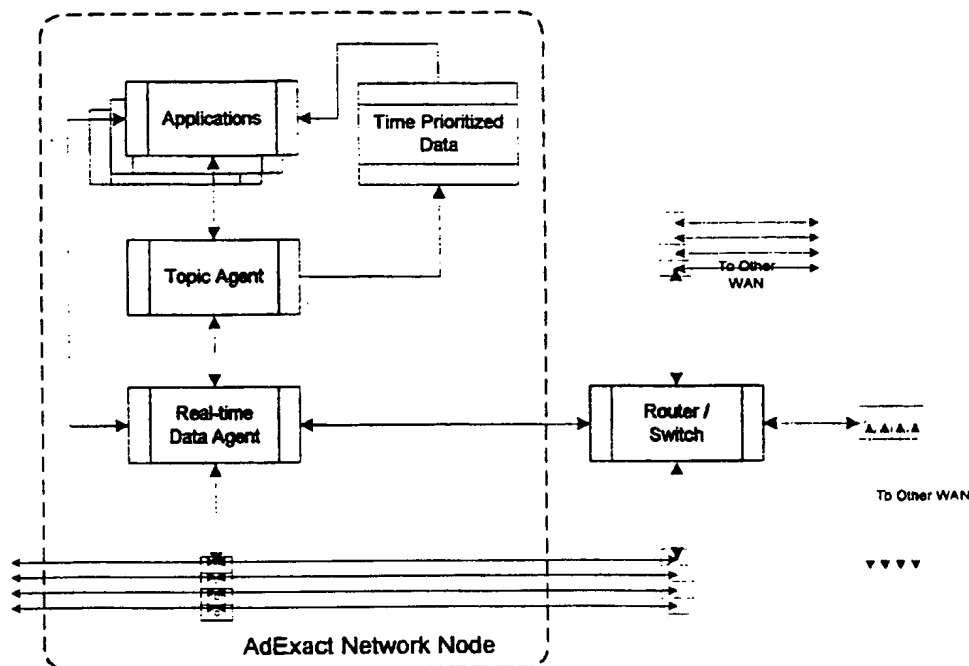 Applications
Time Prioritized
Data
Topic Agent
To Other
WAN
Real-time
Data Agent
Router /
Switch
To Other WAN
AdExact Network Node